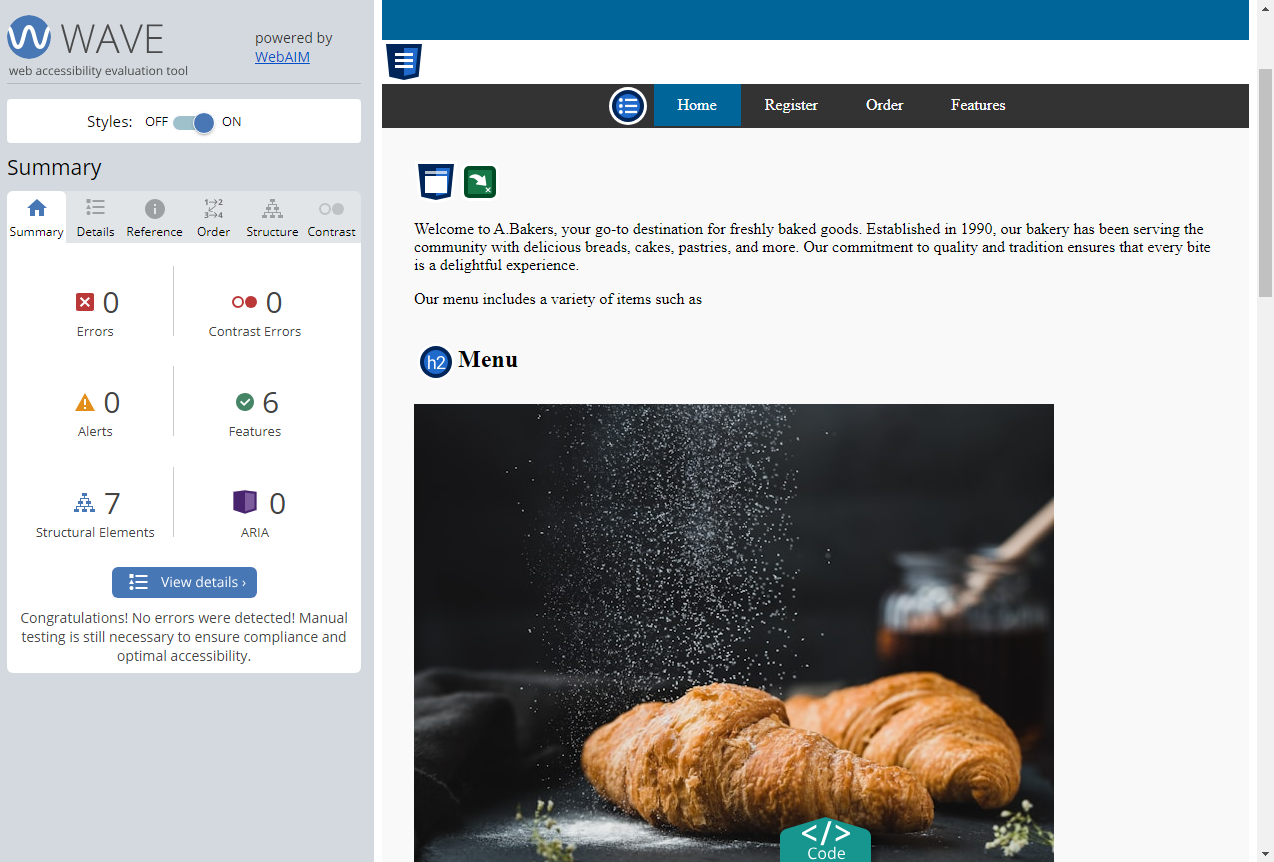 WAVE
powered by
WebAIM
web accessibility evaluation tool
Styles: OFF ON
Summary
Summary Details Reference Order Structure Contrast
1→2
3→4
0 0
Errors Contrast Errors
0 6
Alerts Features
7 0
Structural Elements ARIA
View details ›
Congratulations! No errors were detected! Manual
testing is still necessary to ensure compliance and
optimal accessibility.
Home Register Order Features
Welcome to A.Bakers, your go-to destination for freshly baked goods. Established in 1990, our bakery has been serving the
community with delicious breads, cakes, pastries, and more. Our commitment to quality and tradition ensures that every bite
is a delightful experience.
Our menu includes a variety of items such as
h2 Menu
</>
Code